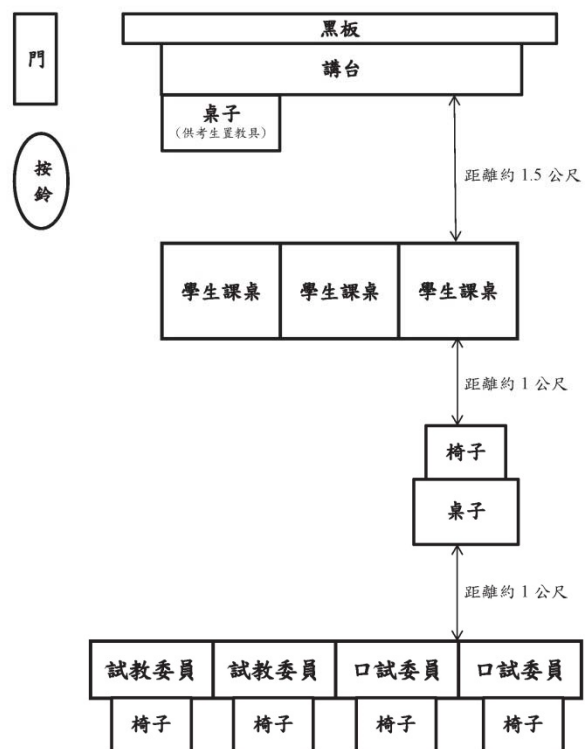 黑板
門
講台
桌子
(供考生置教具)
按
鈴
距離約 1.5 公尺
學生課桌 學生課桌 學生課桌
距離約 1 公尺
椅子
桌子
距離約 1 公尺
試教委員 試教委員 口試委員 口試委員
椅子 椅子 椅子 椅子